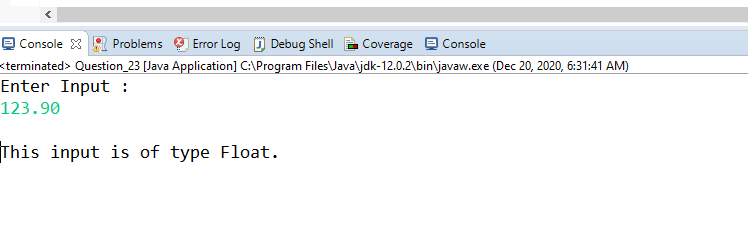 Console Problems Error Log Debug Shell Coverage Console
<terminated> Question_23 [Java Application] C:\Program Files\Java\jdk-12.0.2\bin\javaw.exe (Dec 20, 2020, 6:31:41 AM)
Enter Input :
123.90
This input is of type Float.